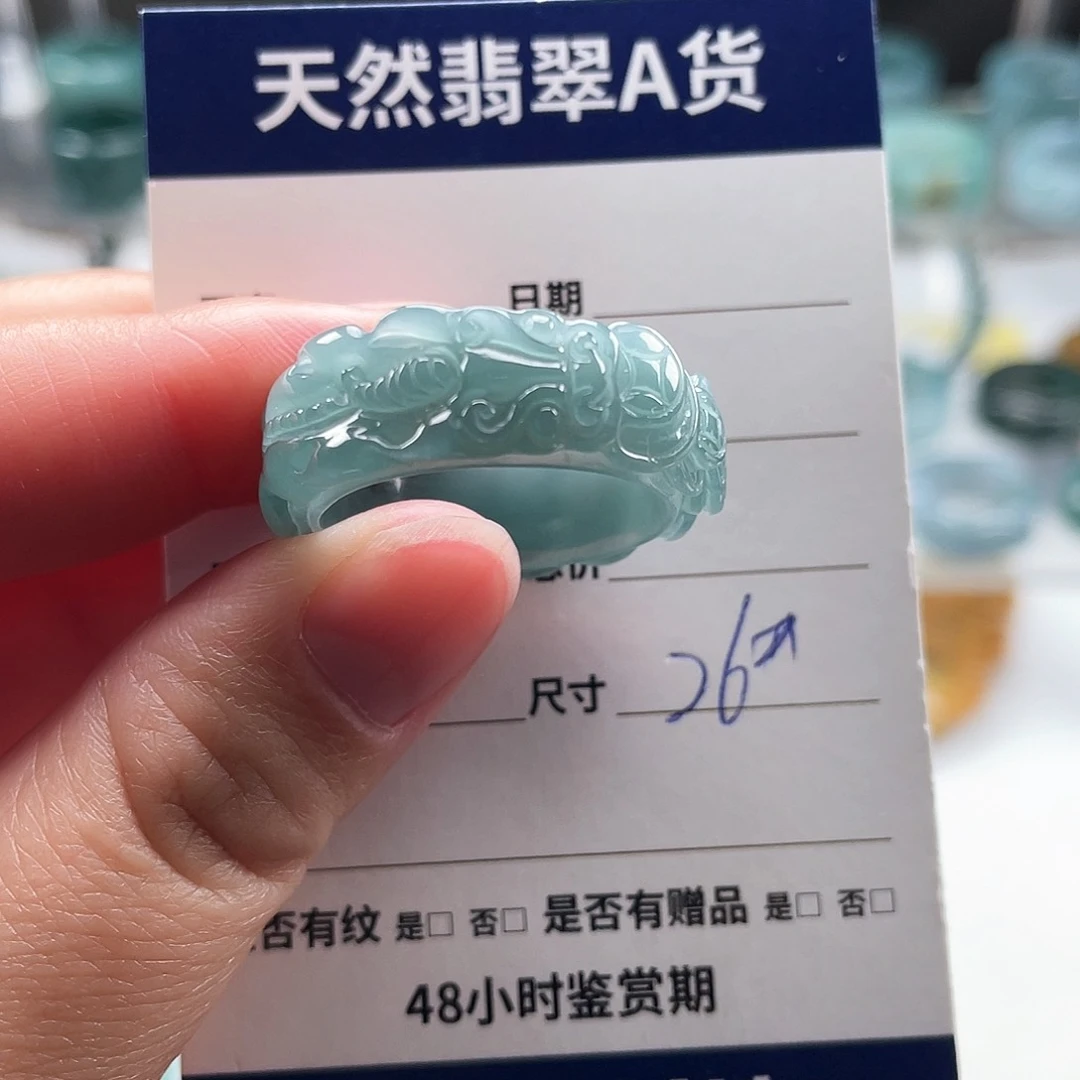 天然翡翠A货
日期
尺寸 26#
否有纹 是□ 否□ 是否有赠品 是□ 否□
48小时鉴赏期